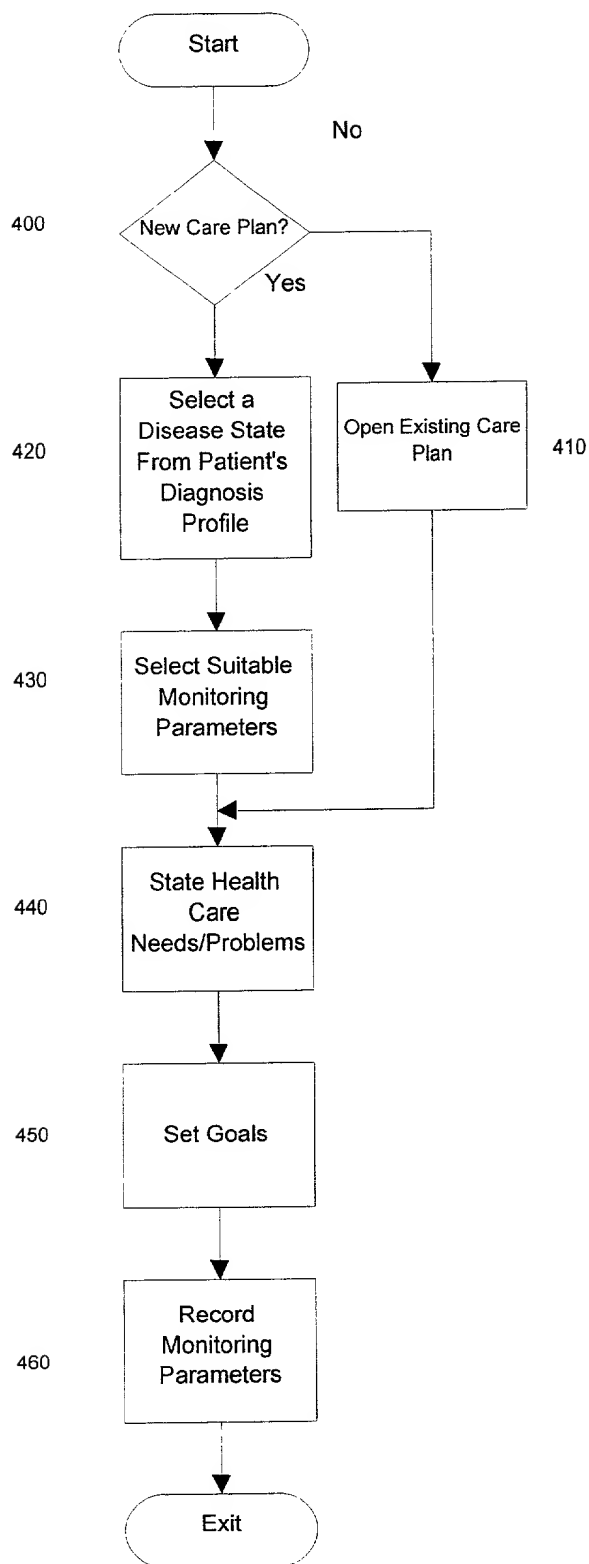 Start
No
400
New Care Plan?
Yes
Select a
Disease State
From Patient's
Diagnosis
Profile
420
Open Existing Care
Plan
410
430
Select Suitable
Monitoring
Parameters
440
State Health
Care
Needs/Problems
450
Set Goals
460
Record
Monitoring
Parameters
Exit